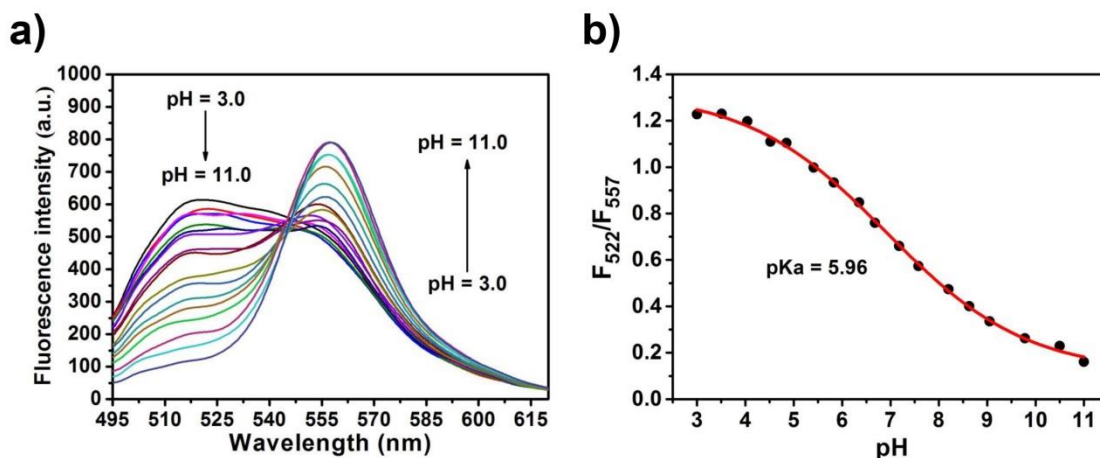 a)
Fluorescence intensity (a.u.)
1000
900
800
700
600
500
400
300
200
100
0
pH = 3.0
pH = 11.0
pH = 11.0
pH = 3.0
495 510 525 540 555 570 585 600 615
Wavelength (nm)
b)
F522/F557
1.4
1.2
1.0
0.8
0.6
0.4
0.2
0.0
pKa = 5.96
3 4 5 6 7 8 9 10 11
pH